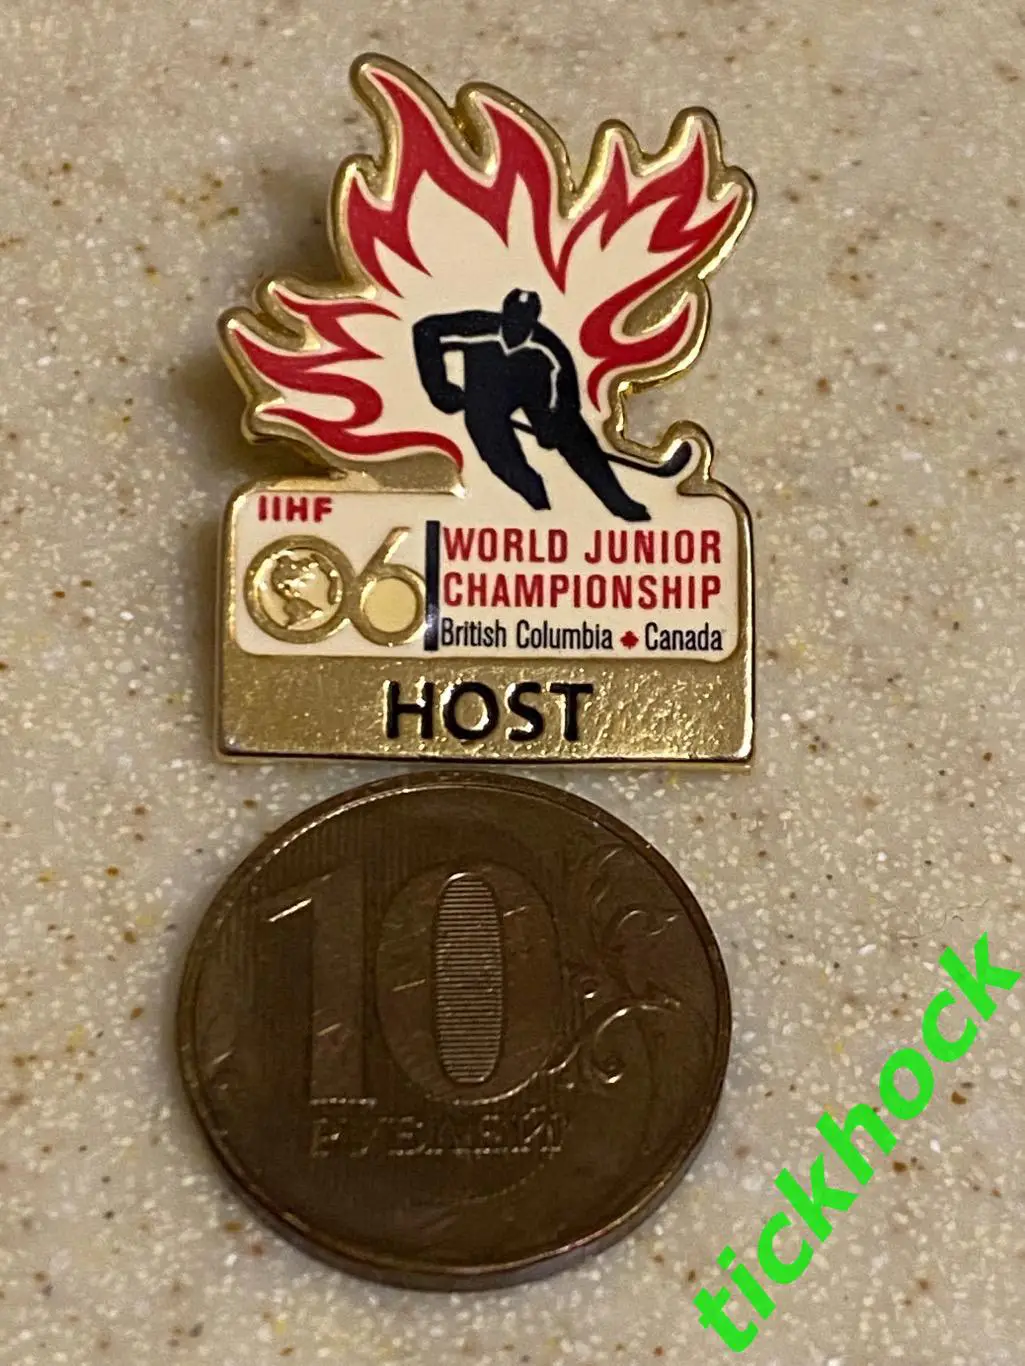 IIHF
06
WORLD JUNIOR
CHAMPIONSHIP
British Columbia Canada
HOST
10
РУБЛЕЙ
tickhock